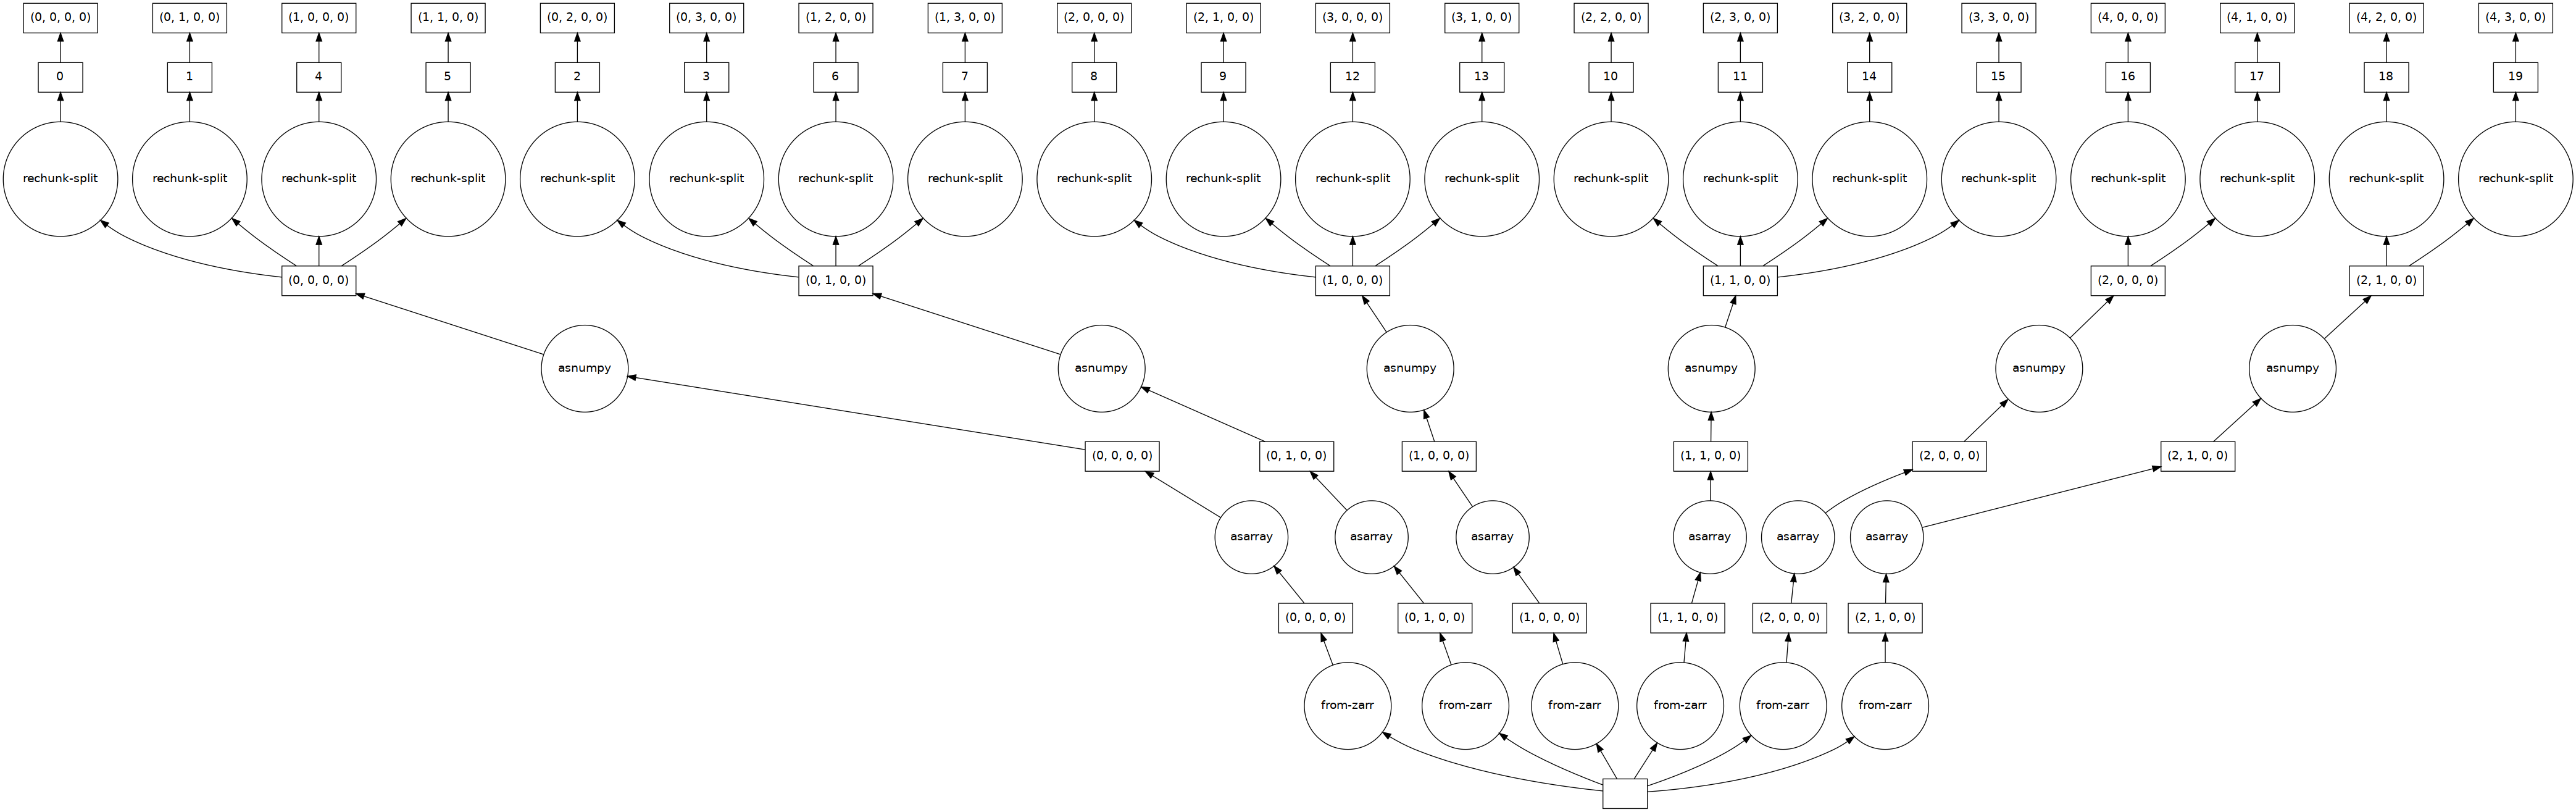 (0, 0, 0, 0) (0, 1, 0, 0) (1, 0, 0, 0) (1, 1, 0, 0) (0, 2, 0, 0) (0, 3, 0, 0) (1, 2, 0, 0) (1, 3, 0, 0) (2, 0, 0, 0) (2, 1, 0, 0) (3, 0, 0, 0) (3, 1, 0, 0) (2, 2, 0, 0) (2, 3, 0, 0) (3, 2, 0, 0) (3, 3, 0, 0) (4, 0, 0, 0) (4, 1, 0, 0) (4, 2, 0, 0) (4, 3, 0, 0)
0 1 4 5 2 3 6 7 8 9 12 13 10 11 14 15 16 17 18 19
rechunk-split rechunk-split rechunk-split rechunk-split rechunk-split rechunk-split rechunk-split rechunk-split rechunk-split rechunk-split rechunk-split rechunk-split rechunk-split rechunk-split rechunk-split rechunk-split rechunk-split rechunk-split rechunk-split rechunk-split
(0, 0, 0, 0) (0, 1, 0, 0) (1, 0, 0, 0) (1, 1, 0, 0) (2, 0, 0, 0) (2, 1, 0, 0)
asnumpy asnumpy asnumpy asnumpy asnumpy asnumpy
(0, 0, 0, 0) (0, 1, 0, 0) (1, 0, 0, 0) (1, 1, 0, 0) (2, 0, 0, 0) (2, 1, 0, 0)
asarray asarray asarray asarray asarray asarray
(0, 0, 0, 0) (0, 1, 0, 0) (1, 0, 0, 0) (1, 1, 0, 0) (2, 0, 0, 0) (2, 1, 0, 0)
from-zarr from-zarr from-zarr from-zarr from-zarr from-zarr